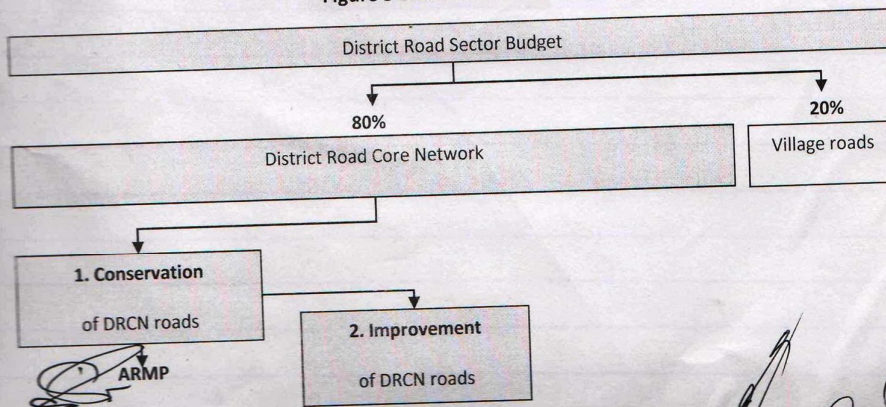 District Road Sector Budget
80%
20%
District Road Core Network
Village roads
1. Conservation
of DRCN roads
2. Improvement
of DRCN roads
ARMP